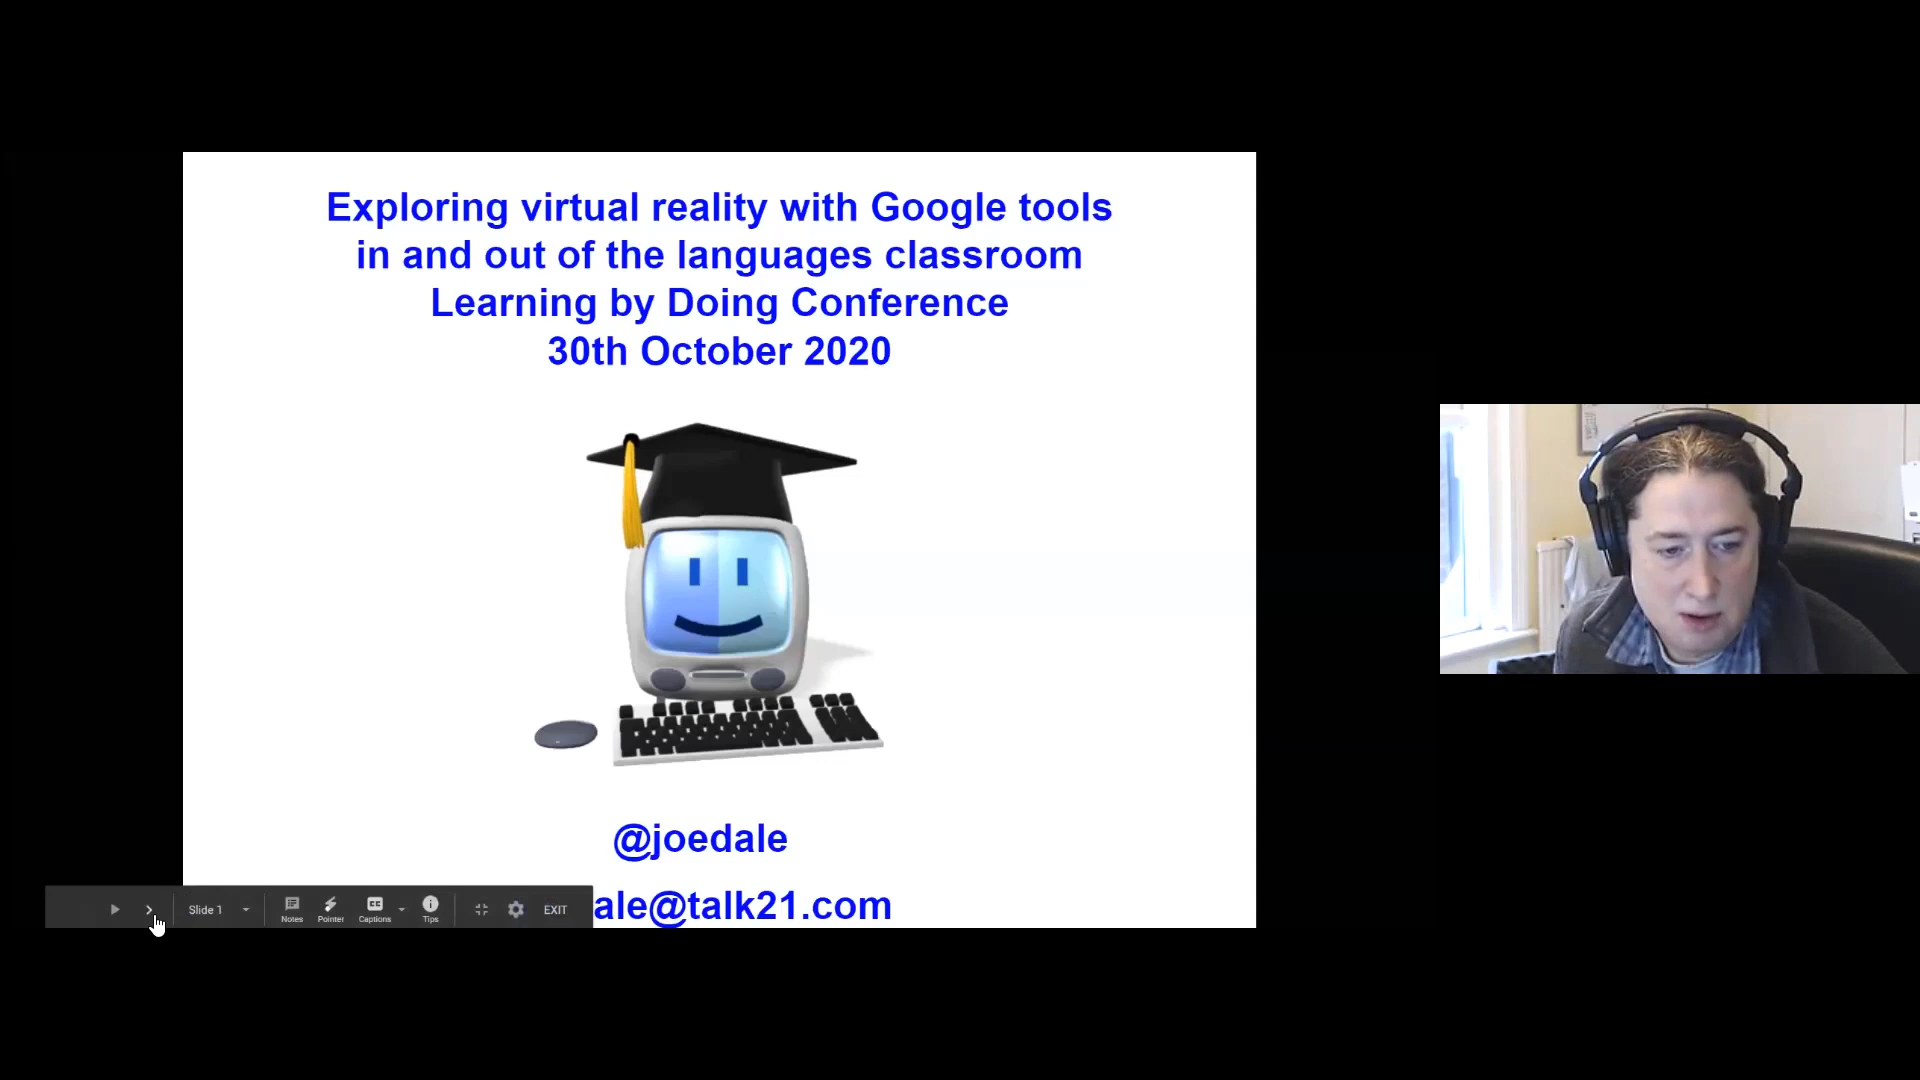 Exploring virtual reality with Google tools
in and out of the languages classroom
Learning by Doing Conference
30th October 2020
@joedale
ale@talk21.com
Slide 1
Notes
Pointer
Captions
Tips
EXIT